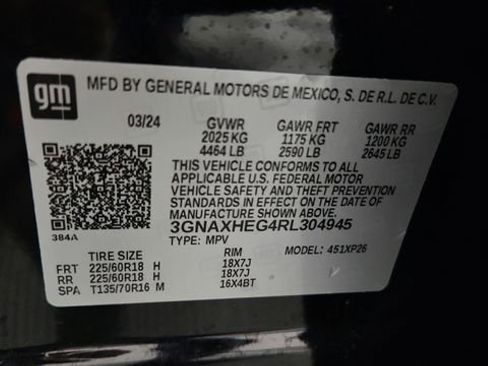 gm
MFD BY GENERAL MOTORS DE MEXICO, S. DE R.L. DE C.V.
03/24 GVWR GAWR FRT GAWR RR
2025 KG 1175 KG 1200 KG
4464 LB 2590 LB 2645 LB
THIS VEHICLE CONFORMS TO ALL
APPLICABLE U.S. FEDERAL MOTOR
VEHICLE SAFETY AND THEFT PREVENTION
STANDARDS IN EFFECT ON THE DATE OF
MANUFACTURE SHOWN ABOVE.
384A
3GNAXHEG4RL304945
TYPE: MPV MODEL: 451XP26
TIRE SIZE RIM
FRT 225/60R18 H 18X7J
RR 225/60R18 H 18X7J
SPA T135/70R16 M 16X4BT